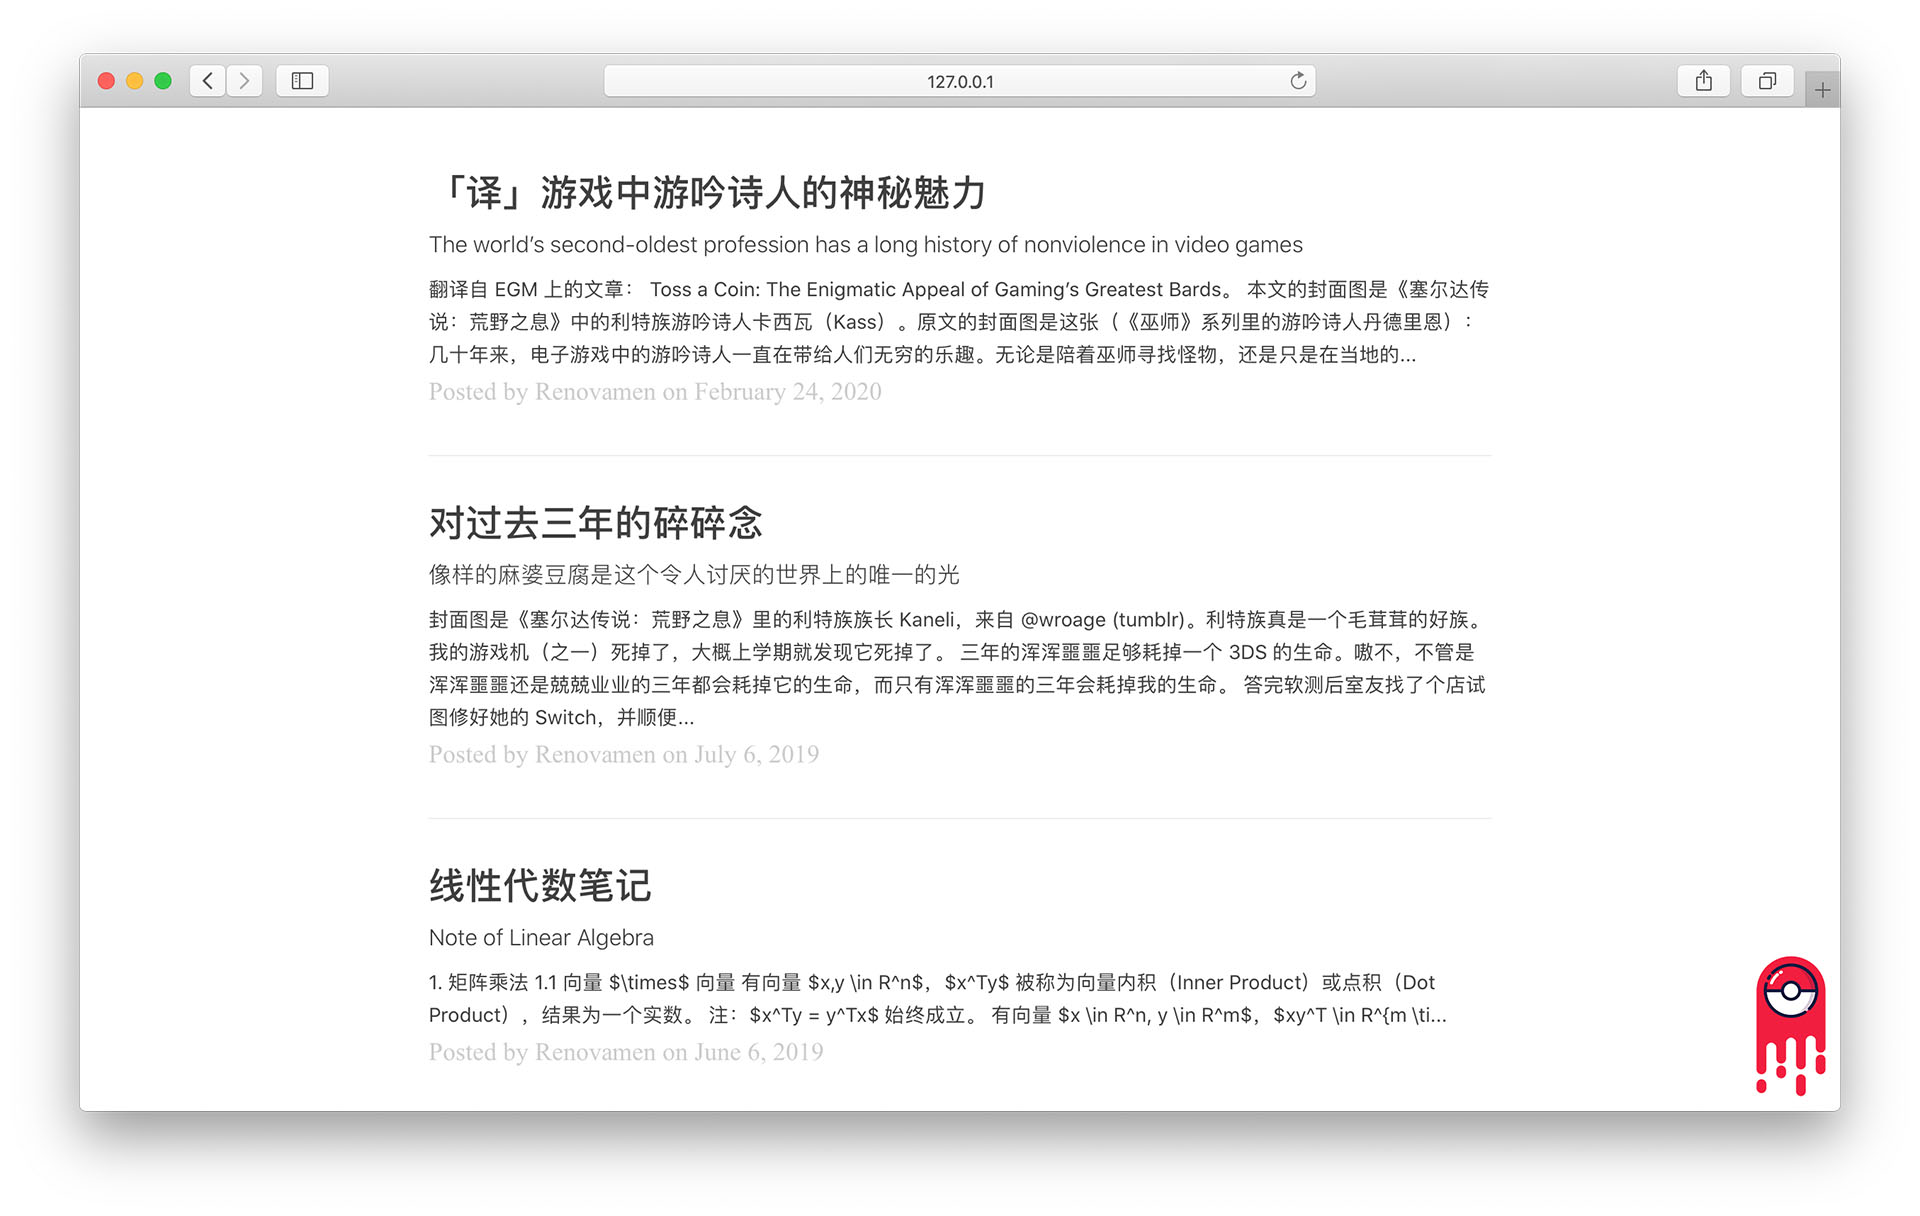 127.0.0.1
「译」游戏中游吟诗人的神秘魅力
The world’s second-oldest profession has a long history of nonviolence in video games
翻译自 EGM 上的文章： Toss a Coin: The Enigmatic Appeal of Gaming’s Greatest Bards。 本文的封面图是《塞尔达传
说：荒野之息》中的利特族游吟诗人卡西瓦（Kass）。原文的封面图是这张（《巫师》系列里的游吟诗人丹德里恩）：
几十年来，电子游戏中的游吟诗人一直在带给人们无穷的乐趣。无论是陪着巫师寻找怪物，还是只是在当地的...
Posted by Renovamen on February 24, 2020
对过去三年的碎碎念
像样的麻婆豆腐是这个令人讨厌的世界上的唯一的光
封面图是《塞尔达传说：荒野之息》里的利特族族长 Kaneli，来自 @wroage (tumblr)。利特族真是一个毛茸茸的好族。
我的游戏机（之一）死掉了，大概上学期就发现它死掉了。 三年的浑浑噩噩足够耗掉一个 3DS 的生命。嗷不，不管是
浑浑噩噩还是兢兢业业的三年都会耗掉它的生命，而只有浑浑噩噩的三年会耗掉我的生命。 答完软测后室友找了个店试
图修好她的 Switch，并顺便...
Posted by Renovamen on July 6, 2019
线性代数笔记
Note of Linear Algebra
1. 矩阵乘法 1.1 向量 $\times$ 向量 有向量 $x,y \in R^n$，$x^Ty$ 被称为向量内积（Inner Product）或点积（Dot
Product），结果为一个实数。 注：$x^Ty = y^Tx$ 始终成立。 有向量 $x \in R^n, y \in R^m$，$xy^T \in R^{m \ti...
Posted by Renovamen on June 6, 2019